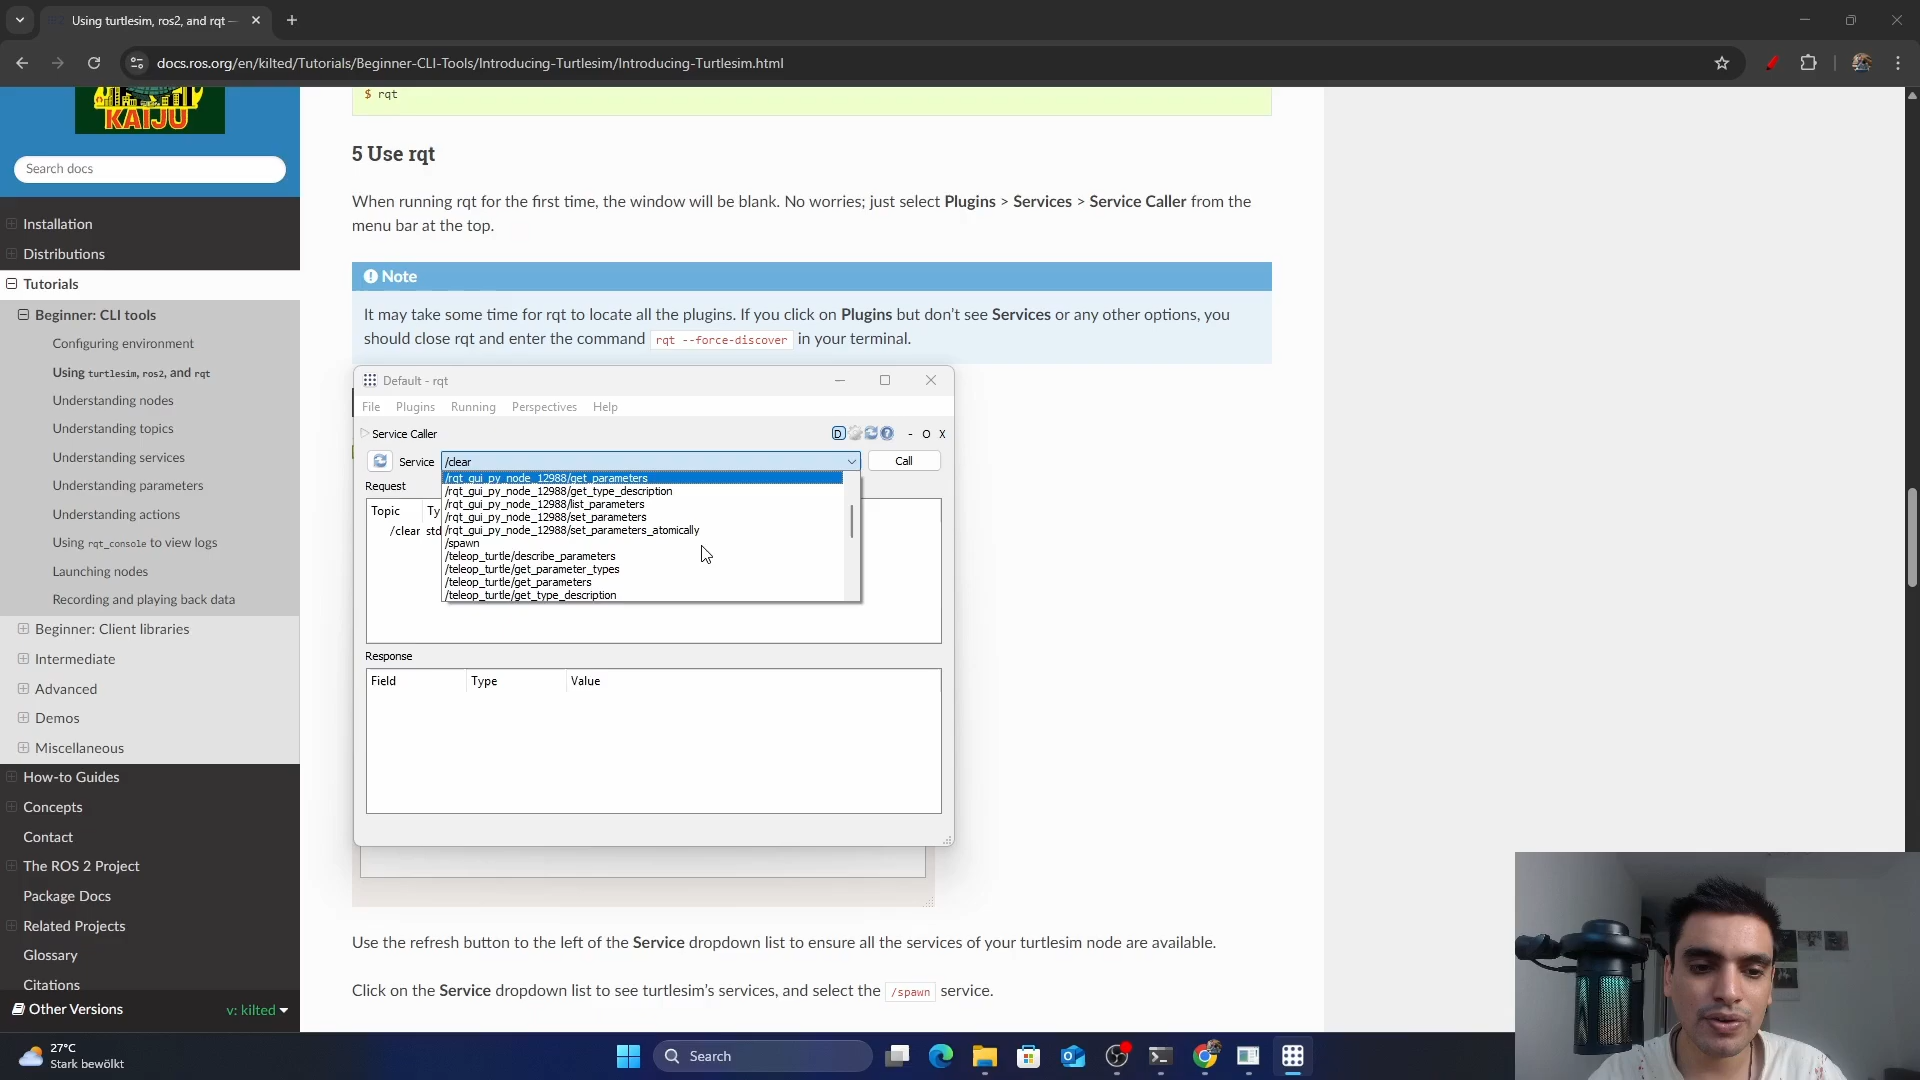 Using turtlesim, ros2, and rqt —
docs.ros.org/en/kilted/Tutorials/Beginner-CLI-Tools/Introducing-Turtlesim/Introducing-Turtlesim.html
KAIJU
Search docs
Installation
Distributions
Tutorials
Beginner: CLI tools
Configuring environment
Using turtlesim, ros2, and rqt
Understanding nodes
Understanding topics
Understanding services
Understanding parameters
Understanding actions
Using rqt_console to view logs
Launching nodes
Recording and playing back data
Beginner: Client libraries
Intermediate
Advanced
Demos
Miscellaneous
How-to Guides
Concepts
Contact
The ROS 2 Project
Package Docs
Related Projects
Glossary
Citations
Other Versions
v: kilted
$ rqt
5 Use rqt
When running rqt for the first time, the window will be blank. No worries; just select Plugins > Services > Service Caller from the
menu bar at the top.
Note
It may take some time for rqt to locate all the plugins. If you click on Plugins but don’t see Services or any other options, you
should close rqt and enter the command rqt --force-discover in your terminal.
Default - rqt
File Plugins Running Perspectives Help
Service Caller
D
- O X
Service /clear Call
Request
Topic Ty
/clear std
/rqt_gui_py_node_12988/get_parameters
/rqt_gui_py_node_12988/get_type_description
/rqt_gui_py_node_12988/list_parameters
/rqt_gui_py_node_12988/set_parameters
/rqt_gui_py_node_12988/set_parameters_atomically
/spawn
/teleop_turtle/describe_parameters
/teleop_turtle/get_parameter_types
/teleop_turtle/get_parameters
/teleop_turtle/get_type_description
Response
Field Type Value
Use the refresh button to the left of the Service dropdown list to ensure all the services of your turtlesim node are available.
Click on the Service dropdown list to see turtlesim’s services, and select the /spawn service.
27°C
Stark bewölkt
Search